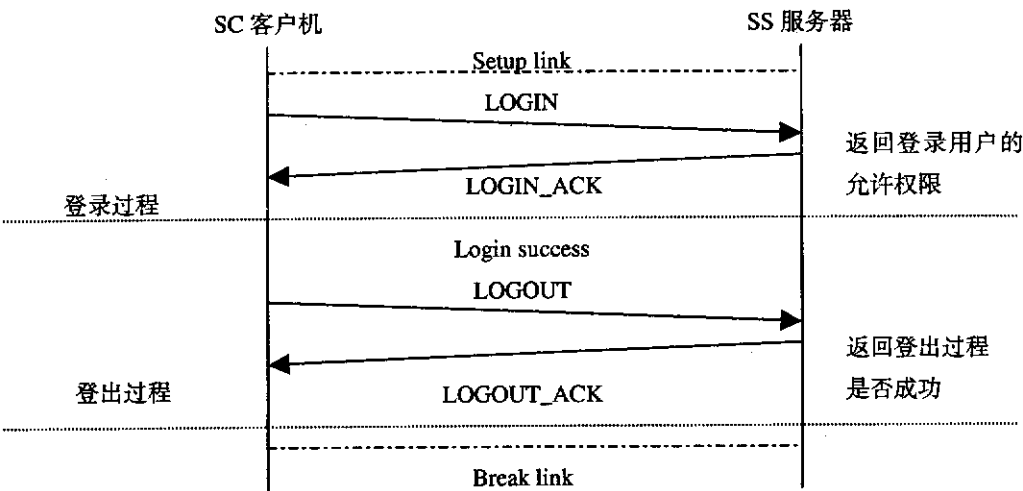 SC 客户机
SS 服务器
Setup link
LOGIN
返回登录用户的
允许权限
LOGIN_ACK
登录过程
Login success
LOGOUT
返回登出过程
是否成功
登出过程
LOGOUT_ACK
Break link